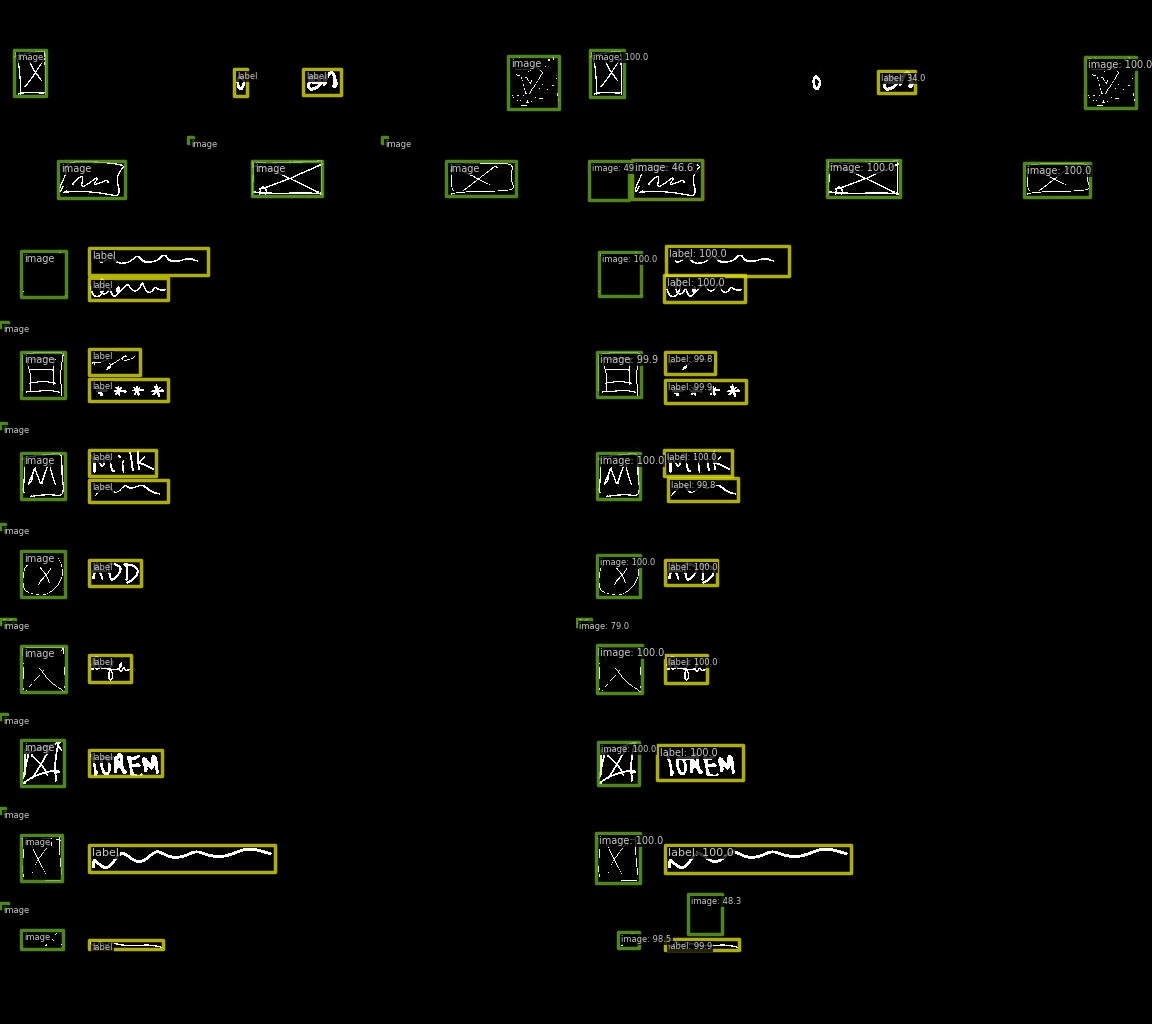 image label label image image: 100.0 label: 34.0 image: 100.0
image image
image image image image: 49 image: 46.6 image: 100.0 image: 100.0
image label image: 100.0 label: 100.0
label label: 100.0
image
image label image: 99.9 label: 99.8
label label: 99.9
* * * * *
image
image label image: 100.0 label: 100.0
M Milk M Milk
label label: 99.8
image
image label image: 100.0 label: 100.0
image image: 79.0
image label image: 100.0 label: 100.0
image
image label image: 100.0 label: 100.0
LOREM LOREM
image
image label image: 100.0 label: 100.0
image image: 48.3
image label image: 98.5 label: 99.9